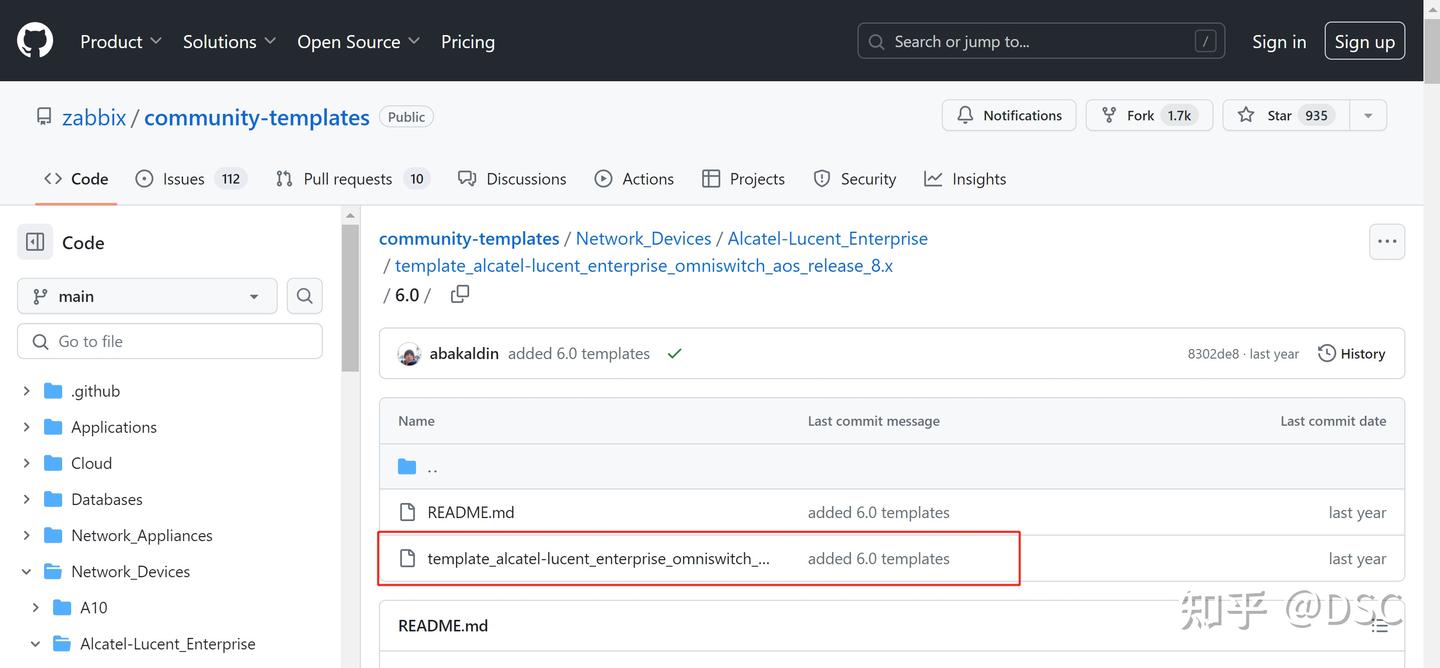 Product Solutions Open Source Pricing Search or jump to... / Sign in Sign up
zabbix / community-templates Public Notifications Fork 1.7k Star 935
Code Issues 112 Pull requests 10 Discussions Actions Projects Security Insights
Code
main
Go to file
.github
Applications
Cloud
Databases
Network_Appliances
Network_Devices
A10
Alcatel-Lucent_Enterprise
community-templates / Network_Devices / Alcatel-Lucent_Enterprise
/ template_alcatel-lucent_enterprise_omniswitch_aos_release_8.x
/ 6.0 /
abakaldin added 6.0 templates 8302de8 · last year History
Name Last commit message Last commit date
..
README.md added 6.0 templates last year
template_alcatel-lucent_enterprise_omniswitch_... added 6.0 templates last year
README.md
知乎 @DSC